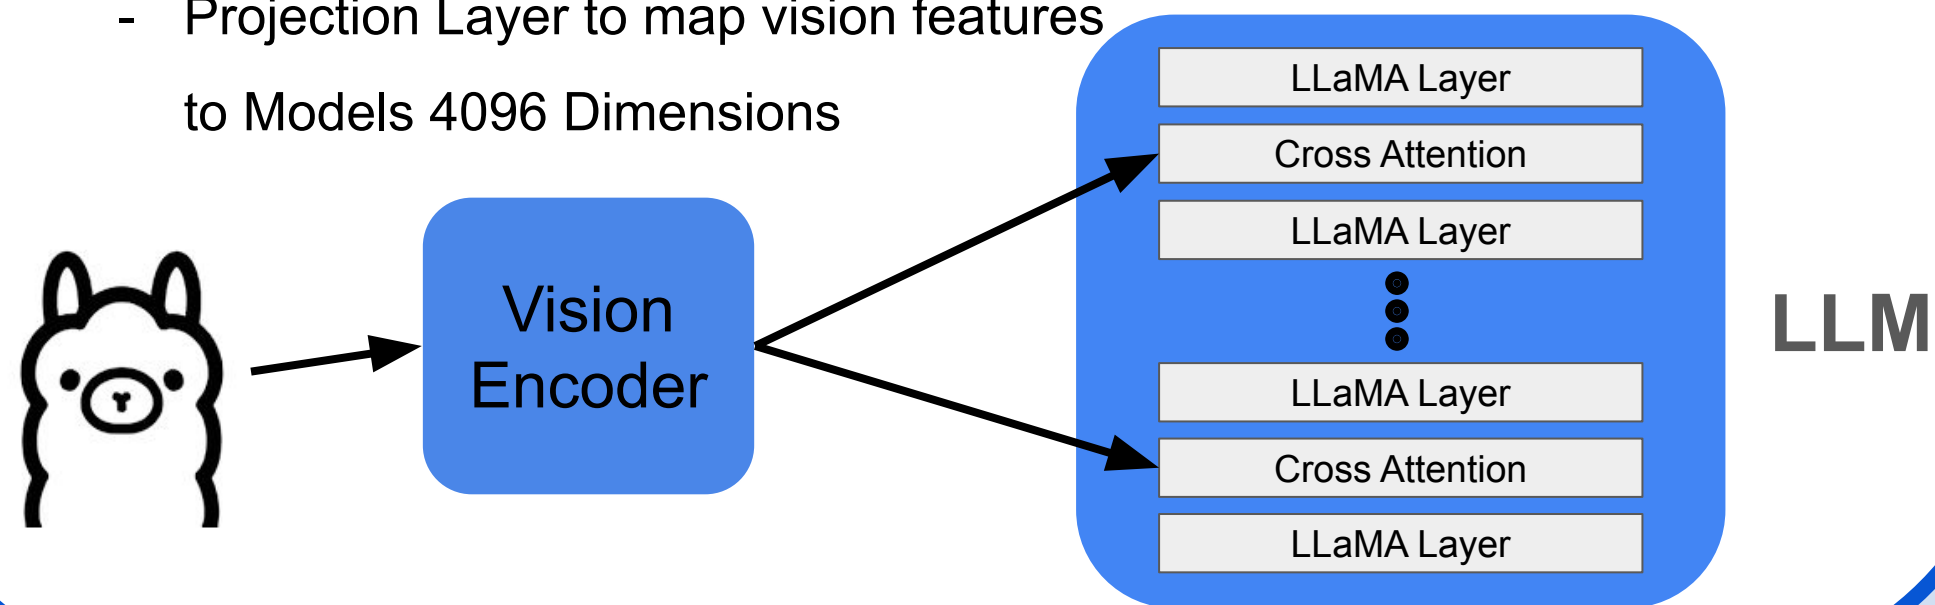 - Projection Layer to map vision features
to Models 4096 Dimensions
LLaMA Layer
Cross Attention
LLaMA Layer
Vision
Encoder
LLM
LLaMA Layer
Cross Attention
LLaMA Layer